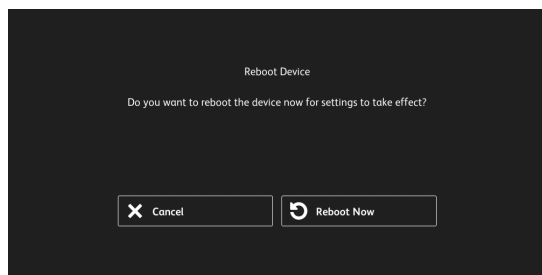 Reboot Device
Do you want to reboot the device now for settings to take effect?
Cancel
Reboot Now